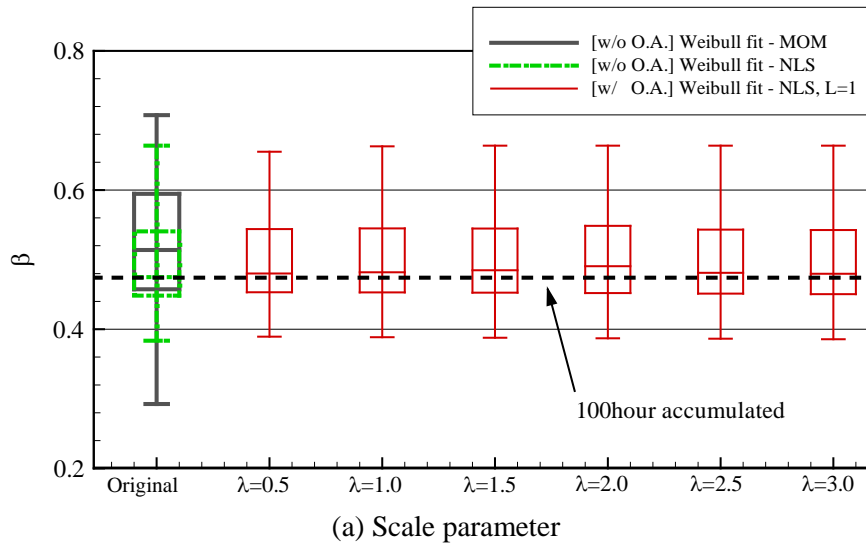 [w/o O.A.] Weibull fit - MOM
[w/o O.A.] Weibull fit - NLS
[w/ O.A.] Weibull fit - NLS, L=1
0.8
0.6
β
0.4
100hour accumulated
0.2
Original λ=0.5 λ=1.0 λ=1.5 λ=2.0 λ=2.5 λ=3.0
(a) Scale parameter